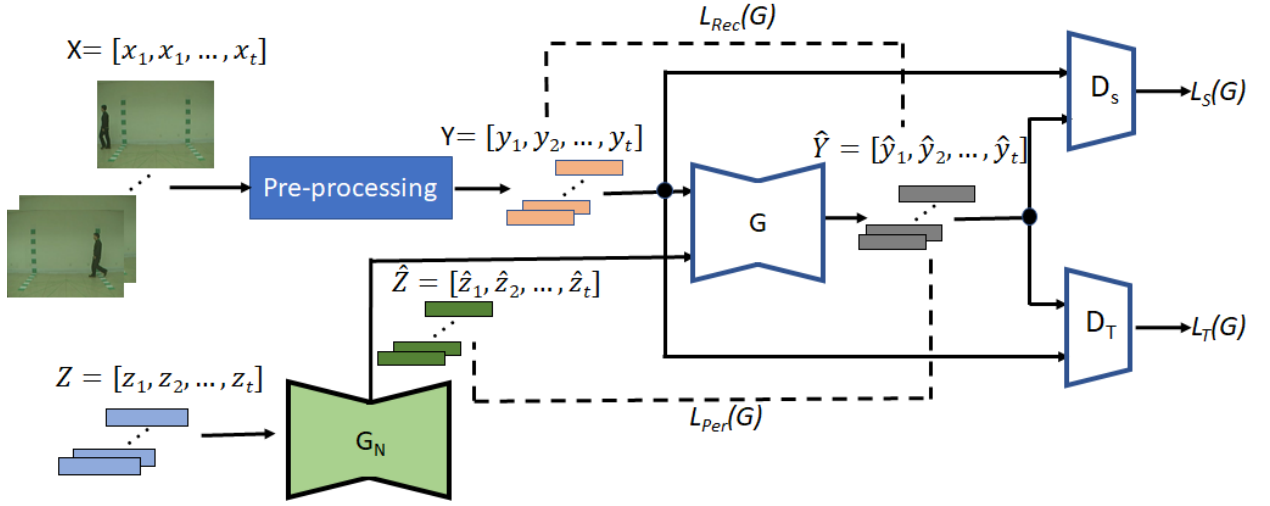 L_Rec(G)
X= [x_1, x_1, ..., x_t]
D_s
L_S(G)
Y= [y_1, y_2, ..., y_t]
Ŷ = [ŷ_1, ŷ_2, ..., ŷ_t]
Pre-processing
G
Ẑ = [ẑ_1, ẑ_2, ..., ẑ_t]
D_T
L_T(G)
Z = [z_1, z_2, ..., z_t]
L_Per(G)
G_N